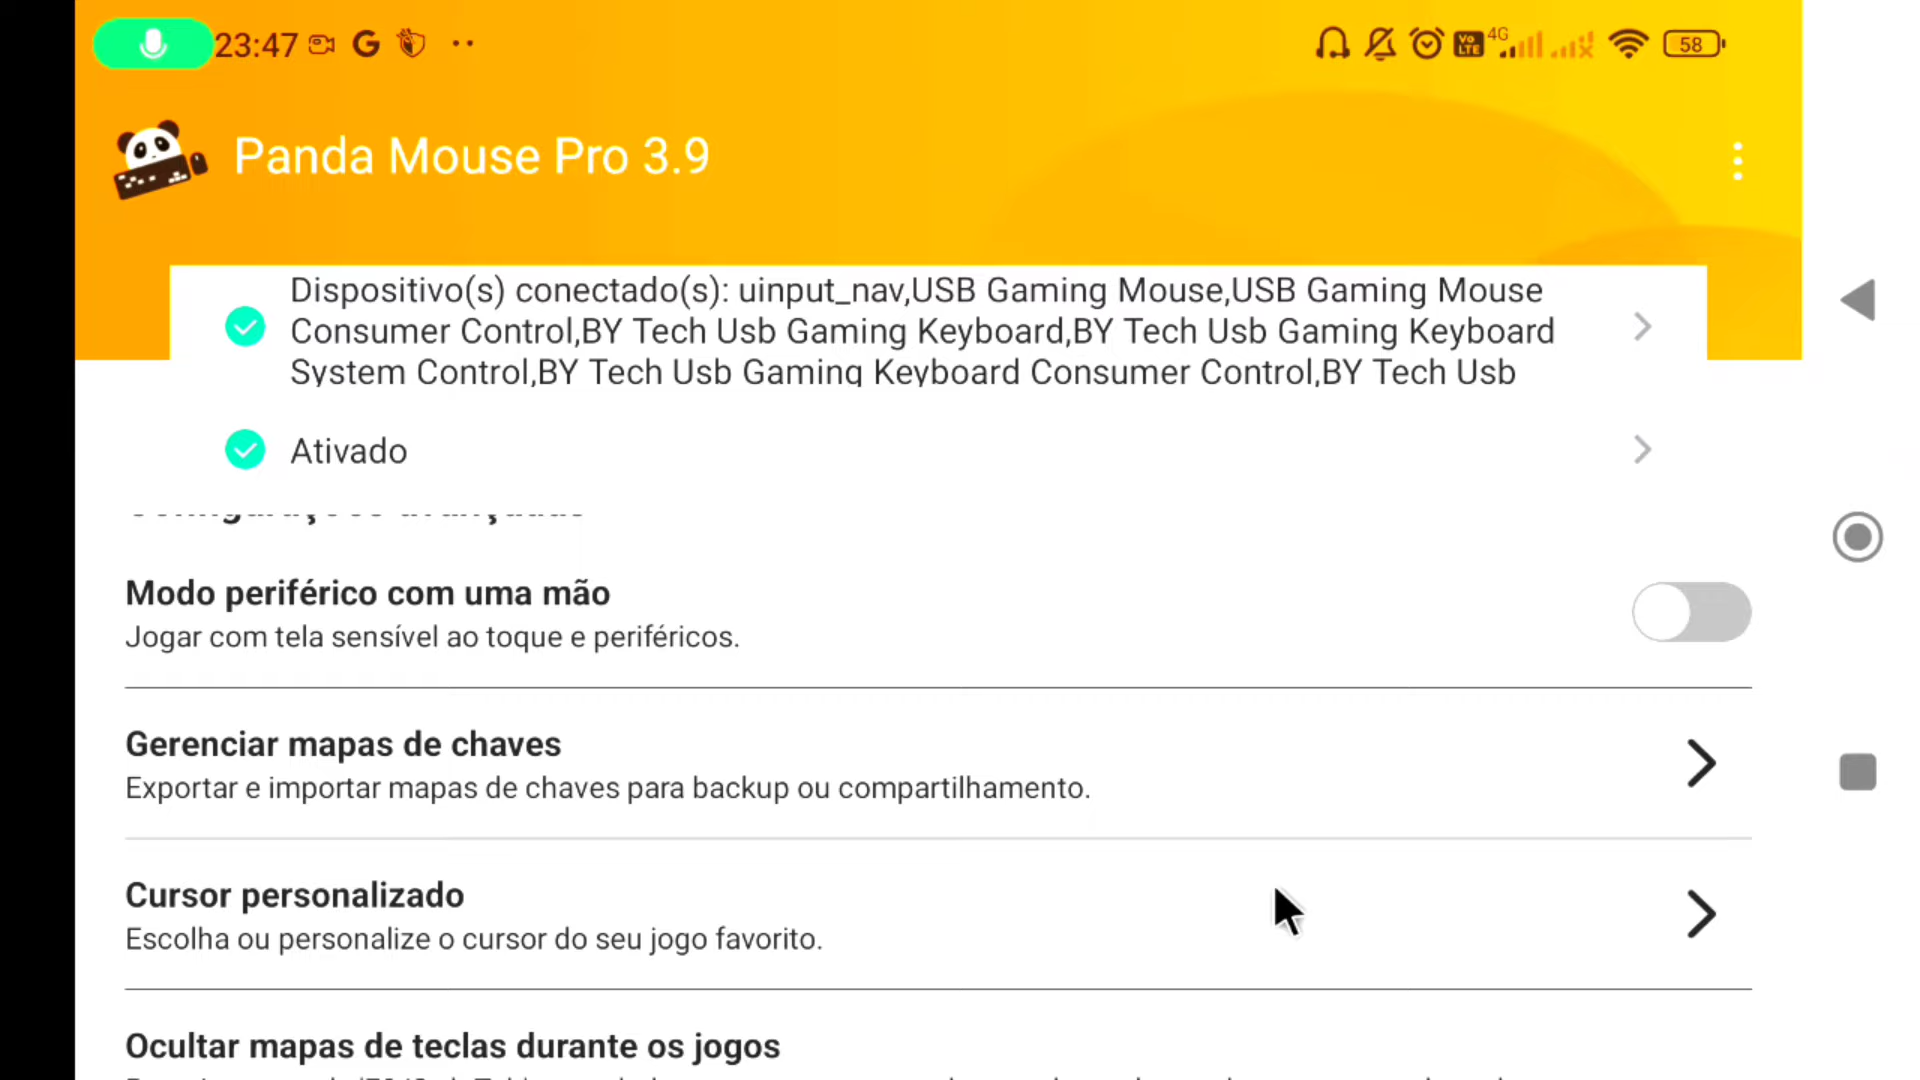 23:47
4G
Vo
LTE
58
Panda Mouse Pro 3.9
Dispositivo(s) conectado(s): uinput_nav,USB Gaming Mouse,USB Gaming Mouse
Consumer Control,BY Tech Usb Gaming Keyboard,BY Tech Usb Gaming Keyboard
System Control,BY Tech Usb Gaming Keyboard Consumer Control,BY Tech Usb
Ativado
Modo periférico com uma mão
Jogar com tela sensível ao toque e periféricos.
Gerenciar mapas de chaves
Exportar e importar mapas de chaves para backup ou compartilhamento.
Cursor personalizado
Escolha ou personalize o cursor do seu jogo favorito.
Ocultar mapas de teclas durante os jogos